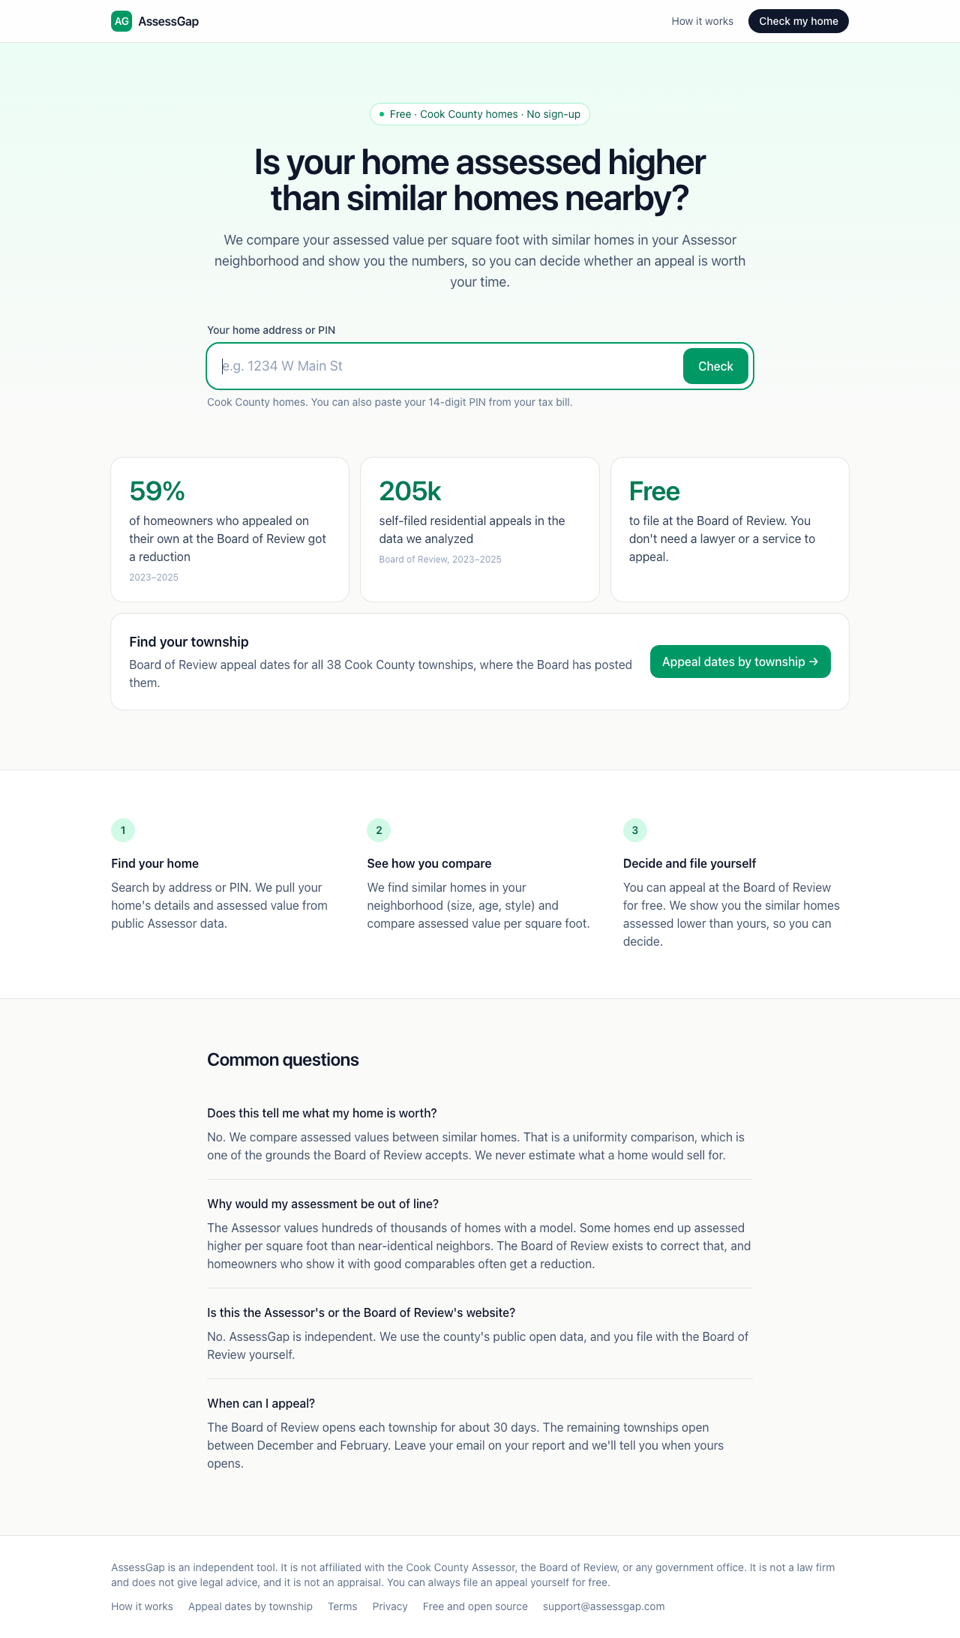 AG AssessGap
How it works
Check my home
Free · Cook County homes · No sign-up
Is your home assessed higher
than similar homes nearby?
We compare your assessed value per square foot with similar homes in your Assessor
neighborhood and show you the numbers, so you can decide whether an appeal is worth
your time.
Your home address or PIN
e.g. 1234 W Main St
Check
Cook County homes. You can also paste your 14-digit PIN from your tax bill.
59%
of homeowners who appealed on
their own at the Board of Review got
a reduction
2023–2025
205k
self-filed residential appeals in the
data we analyzed
Board of Review, 2023–2025
Free
to file at the Board of Review. You
don't need a lawyer or a service to
appeal.
Find your township
Board of Review appeal dates for all 38 Cook County townships, where the Board has posted
them.
Appeal dates by township →
1
Find your home
Search by address or PIN. We pull your
home's details and assessed value from
public Assessor data.
2
See how you compare
We find similar homes in your
neighborhood (size, age, style) and
compare assessed value per square foot.
3
Decide and file yourself
You can appeal at the Board of Review
for free. We show you the similar homes
assessed lower than yours, so you can
decide.
Common questions
Does this tell me what my home is worth?
No. We compare assessed values between similar homes. That is a uniformity comparison, which is
one of the grounds the Board of Review accepts. We never estimate what a home would sell for.
Why would my assessment be out of line?
The Assessor values hundreds of thousands of homes with a model. Some homes end up assessed
higher per square foot than near-identical neighbors. The Board of Review exists to correct that, and
homeowners who show it with good comparables often get a reduction.
Is this the Assessor's or the Board of Review's website?
No. AssessGap is independent. We use the county's public open data, and you file with the Board of
Review yourself.
When can I appeal?
The Board of Review opens each township for about 30 days. The remaining townships open
between December and February. Leave your email on your report and we'll tell you when yours
opens.
AssessGap is an independent tool. It is not affiliated with the Cook County Assessor, the Board of Review, or any government office. It is not a law firm
and does not give legal advice, and it is not an appraisal. You can always file an appeal yourself for free.
How it works Appeal dates by township Terms Privacy Free and open source support@assessgap.com